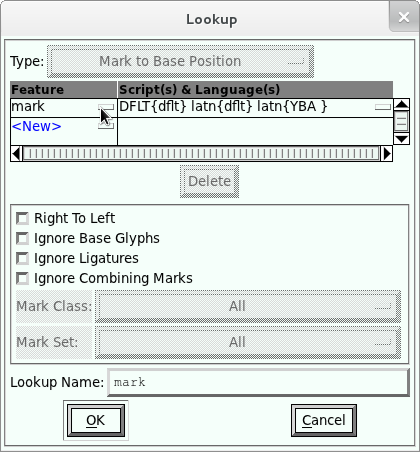 Lookup
Type: Mark to Base Position
Feature Script(s) & Language(s)
mark DFLT{dflt} latn{dflt} latn{YBA }
<New>
Delete
Right To Left
Ignore Base Glyphs
Ignore Ligatures
Ignore Combining Marks
Mark Class: All
Mark Set: All
Lookup Name: mark
OK Cancel